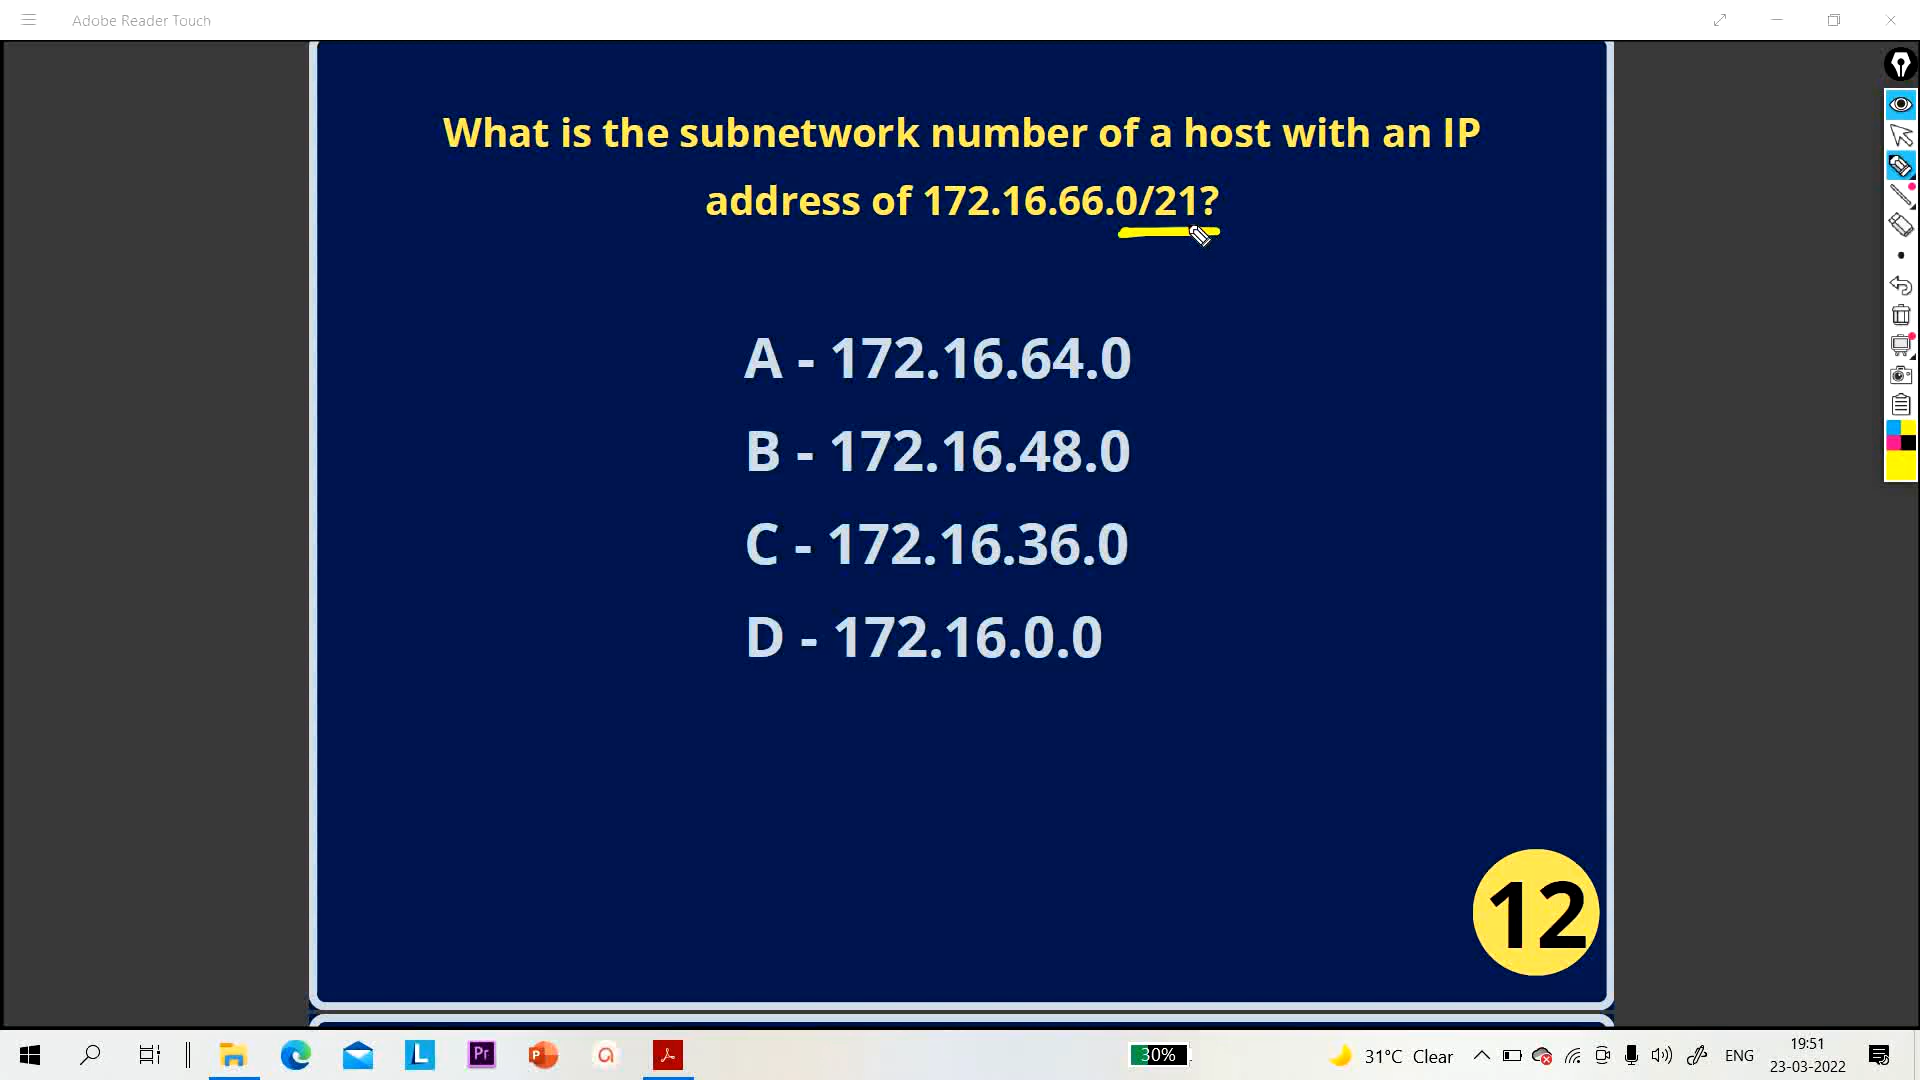 Adobe Reader Touch
What is the subnetwork number of a host with an IP
address of 172.16.66.0/21?
A - 172.16.64.0
B - 172.16.48.0
C - 172.16.36.0
D - 172.16.0.0
12
L
Pr
P
a
30%
31°C Clear
ENG
19:51
23-03-2022